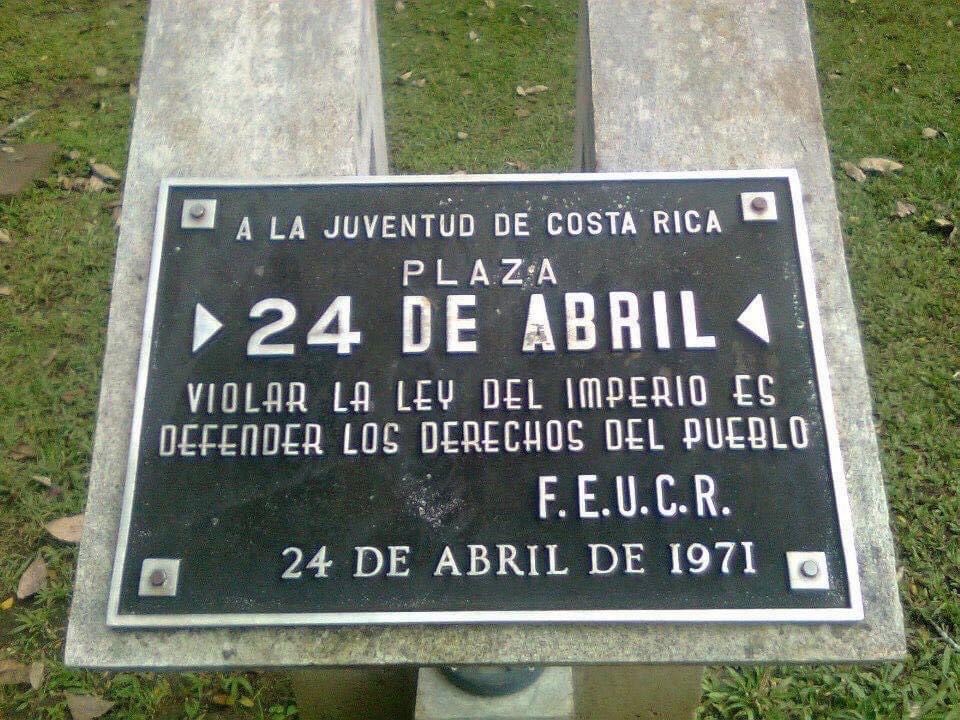 A LA JUVENTUD DE COSTA RICA
PLAZA
24 DE ABRIL
VIOLAR LA LEY DEL IMPERIO ES
DEFENDER LOS DERECHOS DEL PUEBLO
F.E.U.C.R.
24 DE ABRIL DE 1971